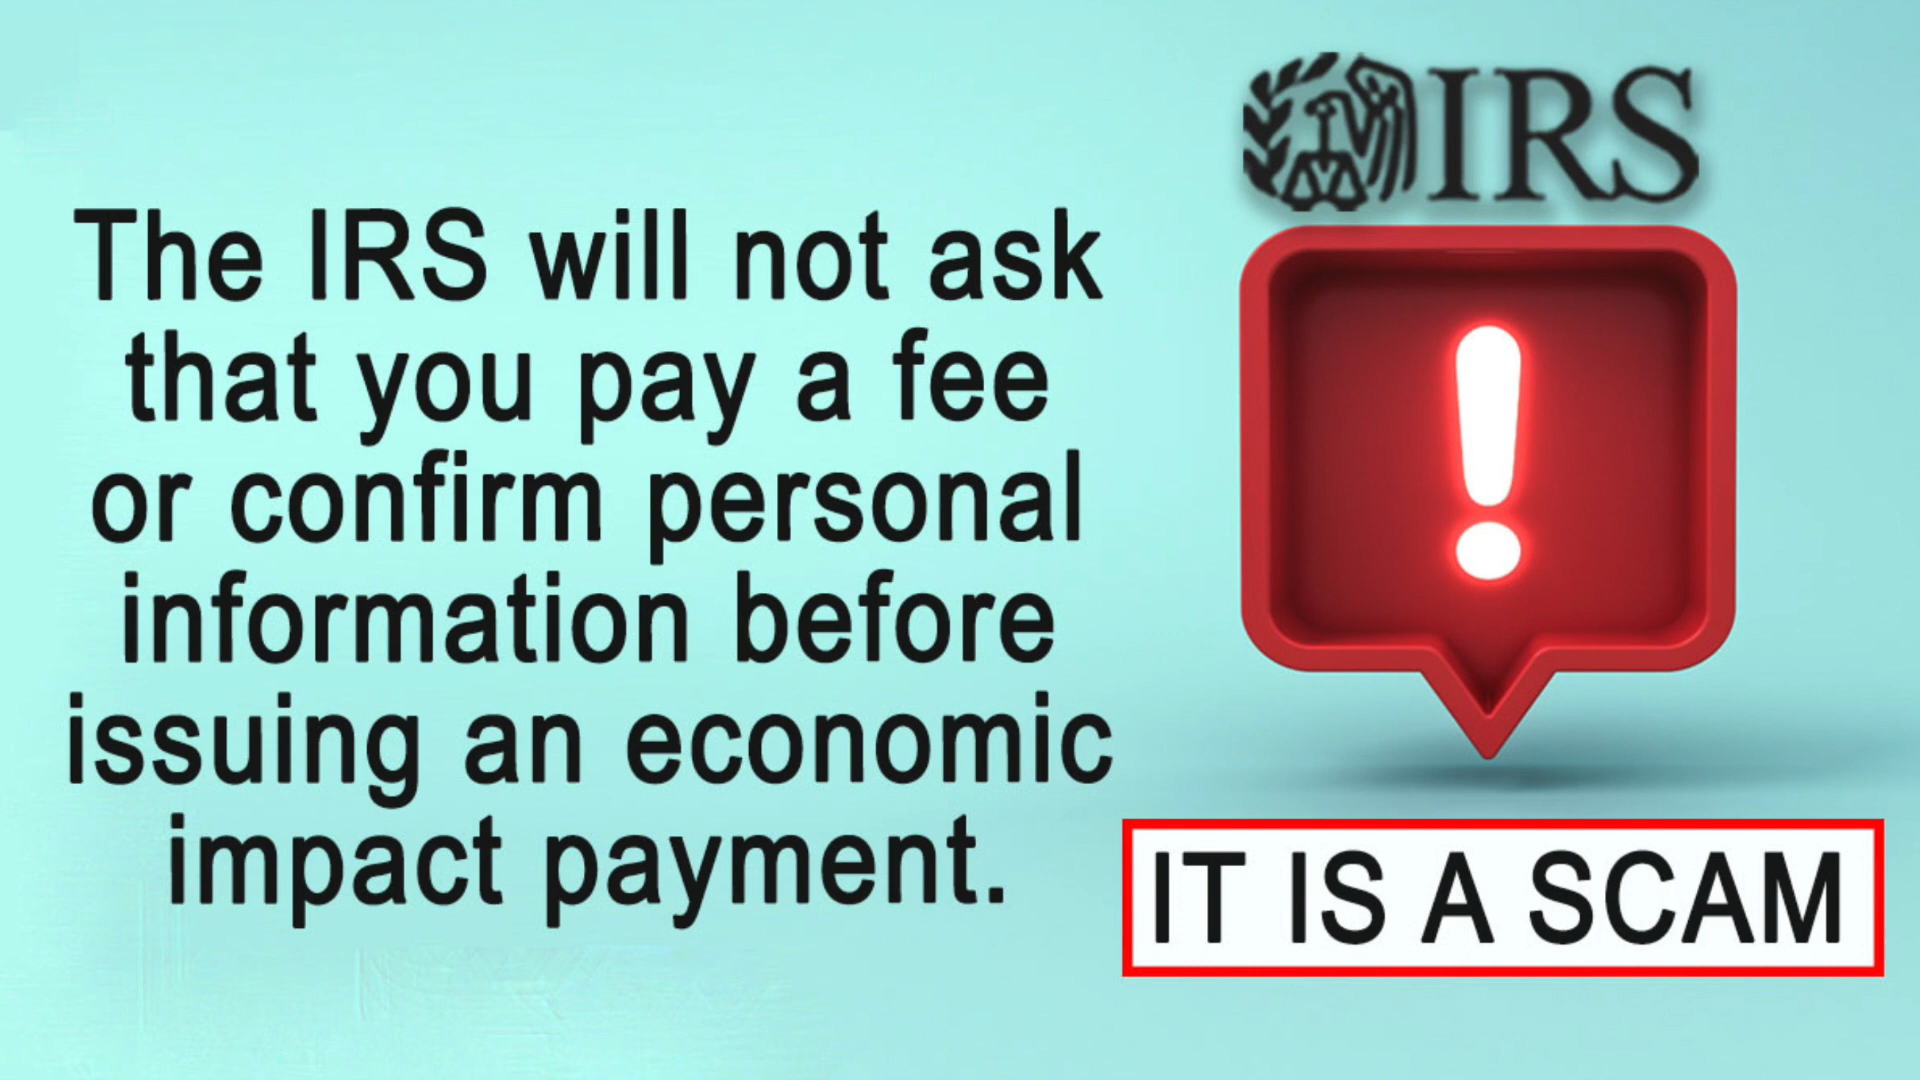 IRS
The IRS will not ask
that you pay a fee
or confirm personal
information before
issuing an economic
impact payment.
!
IT IS A SCAM